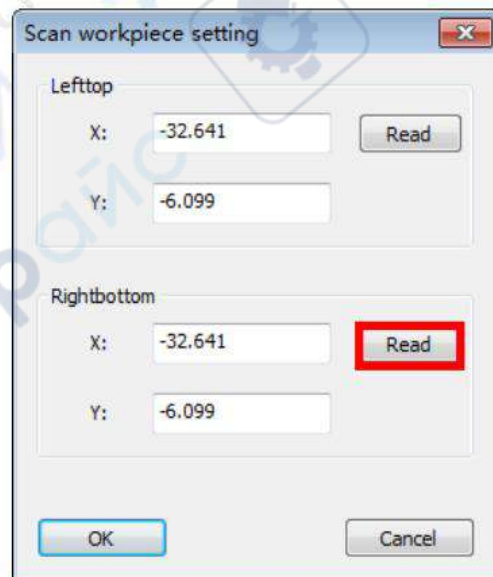 Scan workpiece setting
Lefttop
X: -32.641 Read
Y: -6.099
Rightbottom
X: -32.641 Read
Y: -6.099
OK Cancel